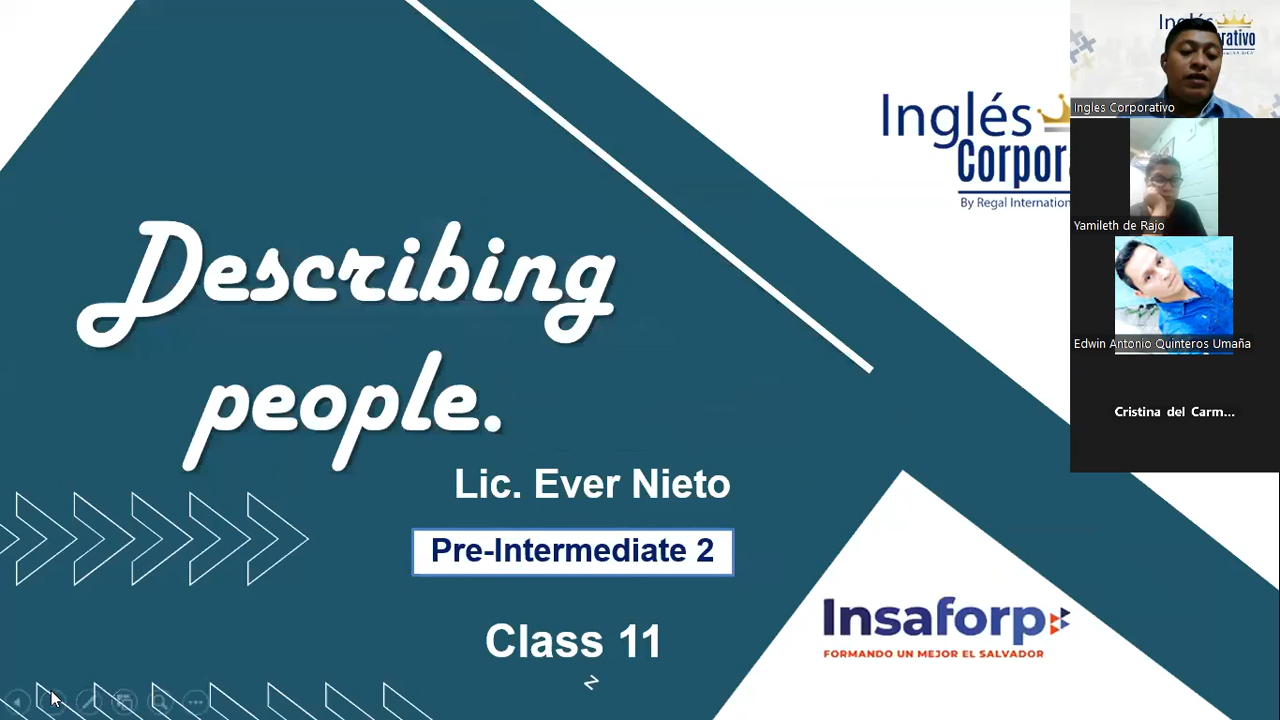 Describing
people.
Lic. Ever Nieto
Pre-Intermediate 2
Class 11
Inglés
Corpor
By Regal Internation
Insaforp
FORMANDO UN MEJOR EL SALVADOR
Ingles Corporativo
Yamileth de Rajo
Edwin Antonio Quinteros Umaña
Cristina del Carm...